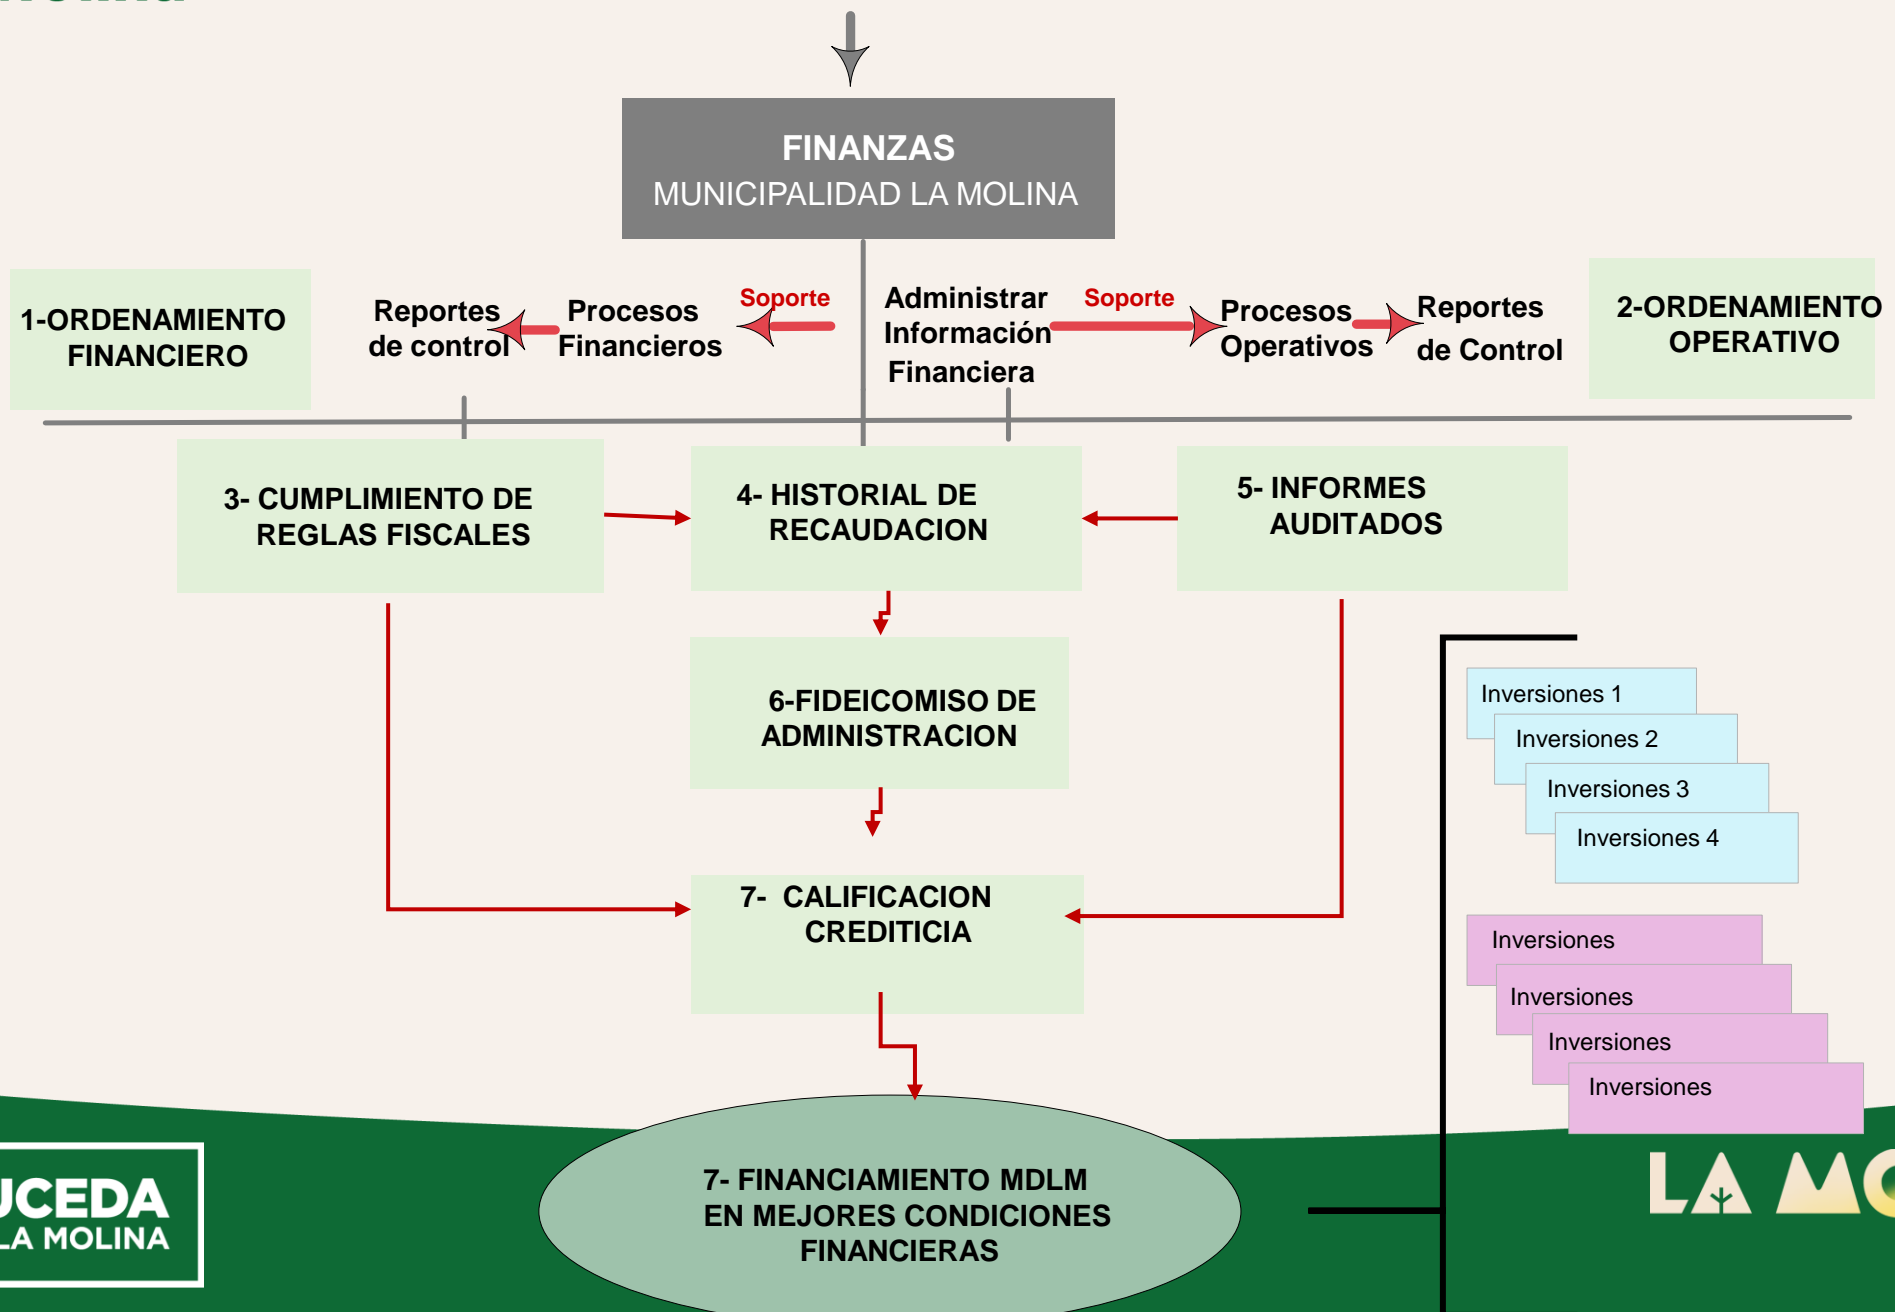 FINANZAS
MUNICIPALIDAD LA MOLINA
1-ORDENAMIENTO
FINANCIERO
Reportes
de control
Procesos
Financieros
Soporte
Administrar
Información
Financiera
Soporte
Procesos
Operativos
Reportes
de Control
2-ORDENAMIENTO
OPERATIVO
3- CUMPLIMIENTO DE
REGLAS FISCALES
4- HISTORIAL DE
RECAUDACION
5- INFORMES
AUDITADOS
6-FIDEICOMISO DE
ADMINISTRACION
7- CALIFICACION
CREDITICIA
7- FINANCIAMIENTO MDLM
EN MEJORES CONDICIONES
FINANCIERAS
Inversiones 1
Inversiones 2
Inversiones 3
Inversiones 4
Inversiones
Inversiones
Inversiones
Inversiones
UCEDA
LA MOLINA
LA MO